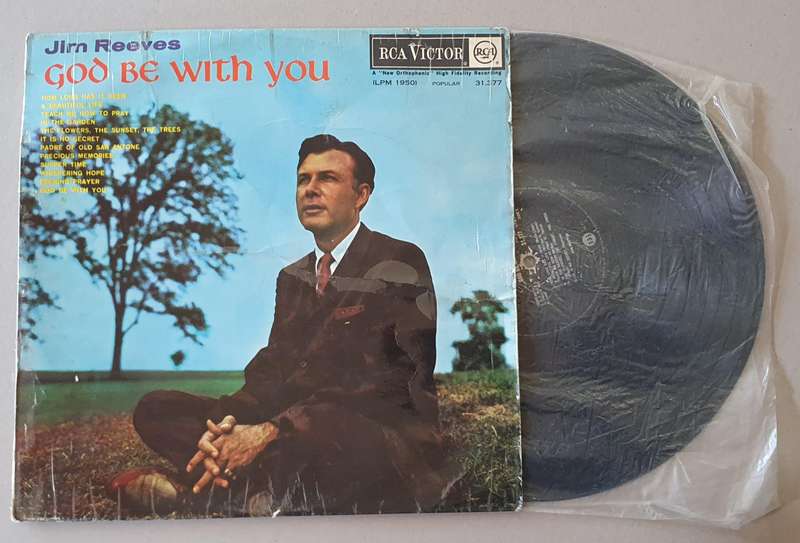 Jim Reeves
GOD BE WITH YOU
RCA VICTOR
RCA
A "New Orthophonic" High Fidelity Recording
(LPM 1950) POPULAR 31.377
HOW LONG HAS IT BEEN
A BEAUTIFUL LIFE
TEACH ME HOW TO PRAY
IN THE GARDEN
THE FLOWERS, THE SUNSET, THE TREES
IT IS NO SECRET
PADRE OF OLD SAN ANTONE
PRECIOUS MEMORIES
SUPPER TIME
WHISPERING HOPE
EVENING PRAYER
GOD BE WITH YOU